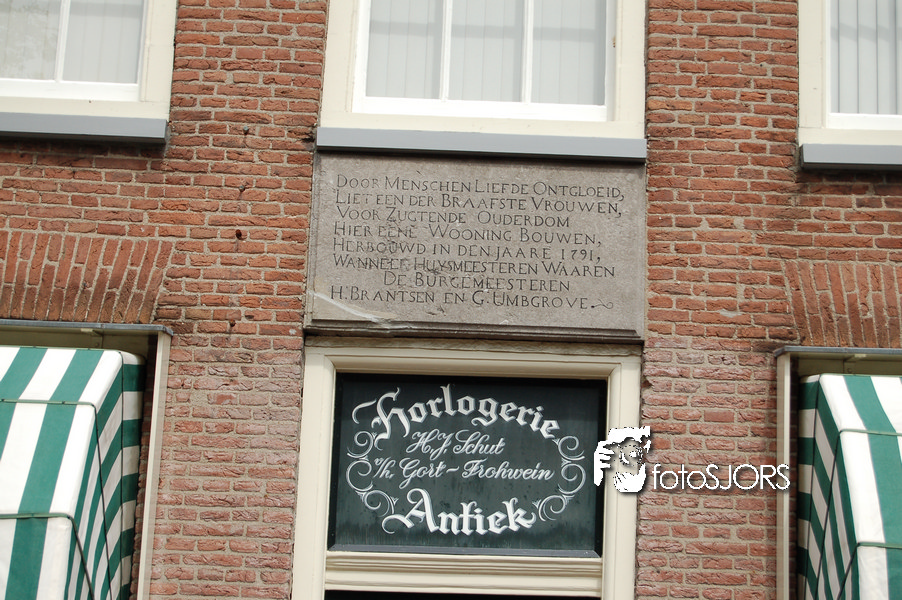 DOOR MENSCHEN LIEFDE ONTGLOEID,
LIET EEN DER BRAAFSTE VROUWEN,
VOOR ZUGTENDE OUDERDOM
HIER EENE WOONING BOUWEN,
HERBOUWD IN DEN JAARE 1791,
WANNEER HUYSMEESTEREN WAAREN
DE BURGEMEESTEREN
H. BRANTSEN EN G. UMBGROVE.
Horlogerie
H.J. Schut
v/h. Gort-Frohwein
Antiek
fotoSJORS